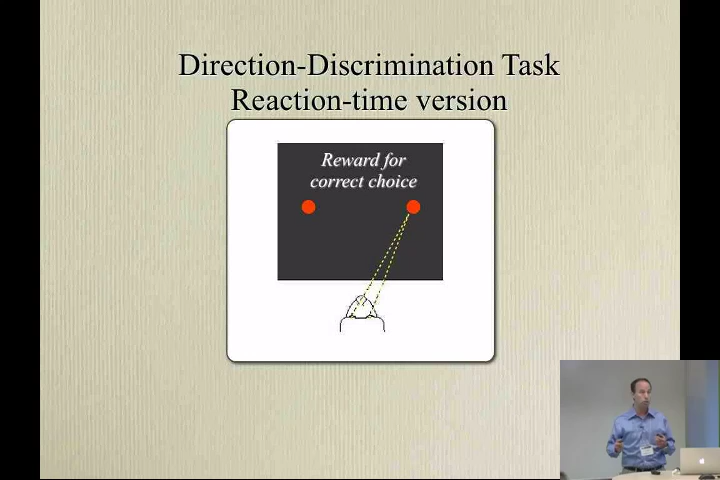 Direction-Discrimination Task
Reaction-time version
Reward for
correct choice